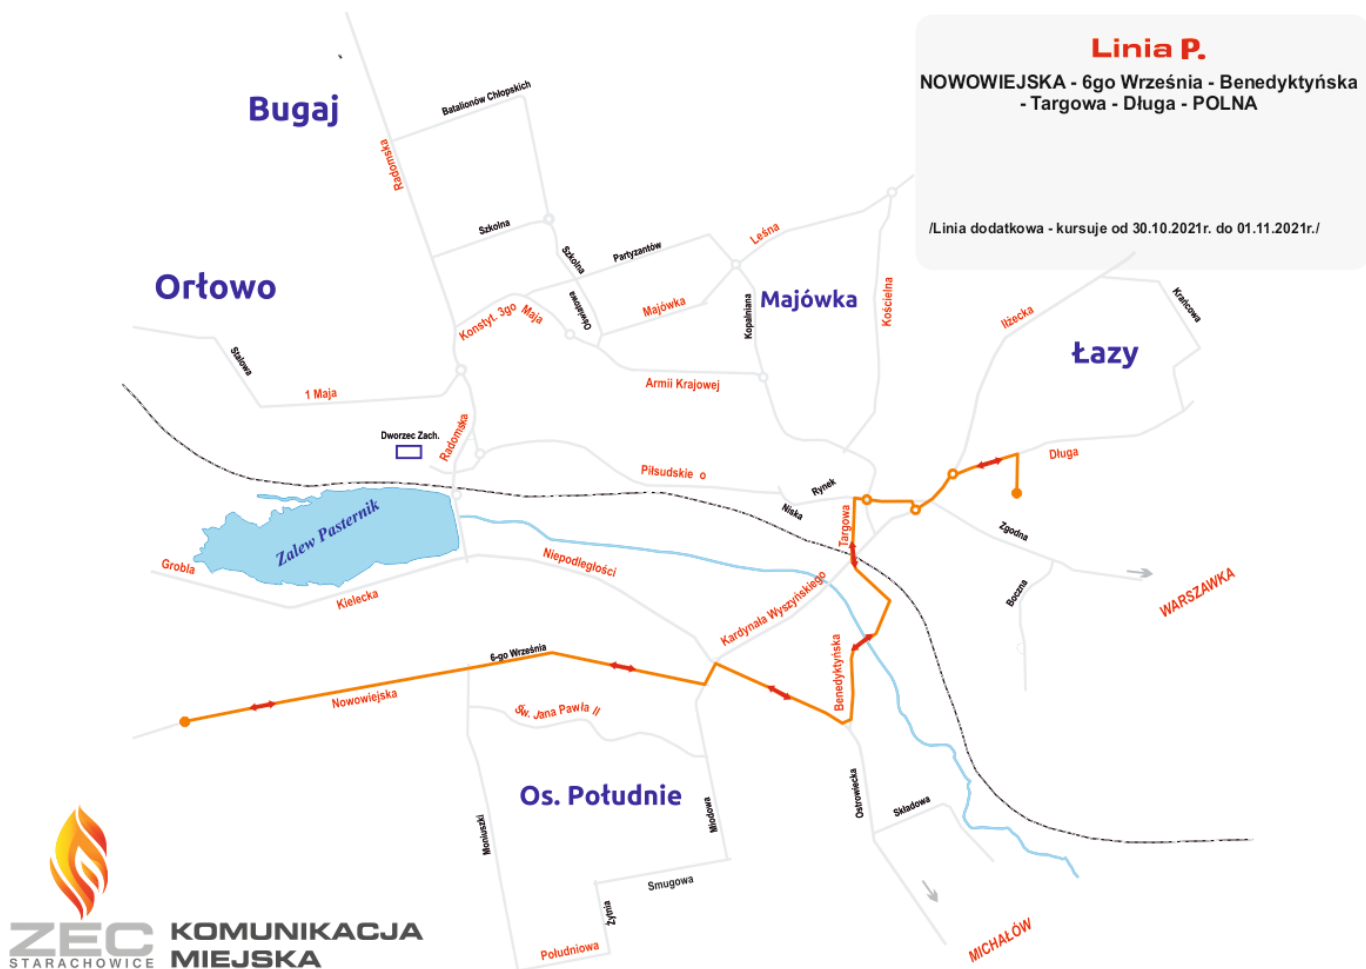 Linia P.
NOWOWIEJSKA - 6go Września - Benedyktyńska
- Targowa - Długa - POLNA
/Linia dodatkowa - kursuje od 30.10.2021r. do 01.11.2021r./
Bugaj
Batalionów Chłopskich
Radomska
Szkolna
Szkolna
Partyzantów
Leśna
Orłowo
Oświatowa
Majówka
Majówka
Kopalniana
Kościelna
Konstyt. 3go Maja
Iłżecka
Krańcowa
Łazy
Stalowa
1 Maja
Armii Krajowej
Dworzec Zach.
Radomska
Piłsudskie o
Rynek
Niska
Targowa
Długa
Zgodna
Boczna
WARSZAWKA
Zalew Pasternik
Grobla
Kielecka
Niepodległości
Kardynała Wyszyńskiego
6-go Września
Nowowiejska
Benedyktyńska
Św. Jana Pawła II
Os. Południe
Moniuszki
Miodowa
Ostrowiecka
Składowa
Smugowa
Żytnia
Południowa
MICHAŁÓW
ZEC
STARACHOWICE
KOMUNIKACJA
MIEJSKA